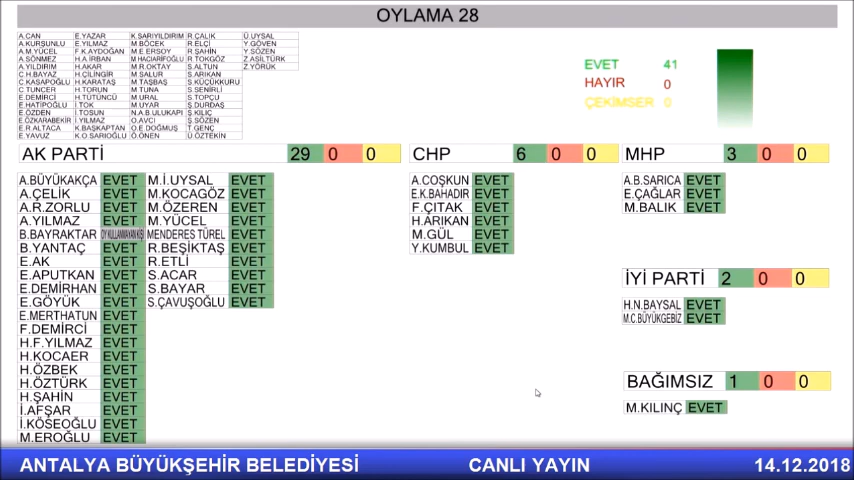 OYLAMA 28
A.CAN E.YAZAR K.SARIYILDIRIM R.ÇALIK Ü.UYSAL
A.KURŞUNLU E.YILMAZ M.BÖCEK R.ELÇİ Y.GÖVEN
A.M.YÜCEL F.K.AYDOĞAN M.E.ERSOY R.ŞAHİN Y.SÖZEN
A.SÖNMEZ H.A.İRBAN M.HACIARİFOĞLU R.TOKGÖZ Z.ASİLTÜRK
A.YILDIRIM H.AKAR M.R.OKTAY S.ALTUN Z.YÖRÜK
C.H.BAYAZ H.ÇİLİNGİR M.SALUR S.ARIKAN
C.KASAPOĞLU H.KARATAŞ M.TAŞBAŞ S.KÜÇÜKKURU
C.TUNCER H.TORUN M.TUNA S.SENİRLİ
E.DEMİRCİ H.TÜTÜNCÜ M.URAL S.TOPÇU
E.HATİPOĞLU İ.TOK M.UYAR Ş.DURDAŞ
E.ÖZDEN İ.TOSUN N.A.B.ULUKAPI Ş.KILIÇ
E.ÖZKARABEKİR İ.YILMAZ O.AVCI Ş.SÖZEN
E.R.ALTACA K.BAŞKAPTAN O.E.DOĞMUŞ T.GENÇ
E.YAVUZ K.O.SARIOĞLU Ö.ÖNEN Ü.ÖZTEKİN
EVET 41
HAYIR 0
ÇEKİMSER 0
AK PARTİ 29 0 0
A.BÜYÜKAKÇA EVET M.İ.UYSAL EVET
A.ÇELİK EVET M.KOCAGÖZ EVET
A.R.ZORLU EVET M.ÖZEREN EVET
A.YILMAZ EVET M.YÜCEL EVET
B.BAYRAKTAR OY KULLANMAYAN KİŞİ MENDERES TÜREL EVET
B.YANTAÇ EVET R.BEŞİKTAŞ EVET
E.AK EVET R.ETLİ EVET
E.APUTKAN EVET S.ACAR EVET
E.DEMİRHAN EVET S.BAYAR EVET
E.GÖYÜK EVET S.ÇAVUŞOĞLU EVET
E.MERTHATUN EVET
F.DEMİRCİ EVET
H.F.YILMAZ EVET
H.KOCAER EVET
H.ÖZBEK EVET
H.ÖZTÜRK EVET
H.ŞAHİN EVET
İ.AFŞAR EVET
İ.KÖSEOĞLU EVET
M.EROĞLU EVET
CHP 6 0 0
A.COŞKUN EVET
E.K.BAHADIR EVET
F.ÇITAK EVET
H.ARIKAN EVET
M.GÜL EVET
Y.KUMBUL EVET
MHP 3 0 0
A.B.SARICA EVET
E.ÇAĞLAR EVET
M.BALIK EVET
İYİ PARTİ 2 0 0
H.N.BAYSAL EVET
M.C.BÜYÜKGEBİZ EVET
BAĞIMSIZ 1 0 0
M.KILINÇ EVET
ANTALYA BÜYÜKŞEHİR BELEDİYESİ CANLI YAYIN 14.12.2018